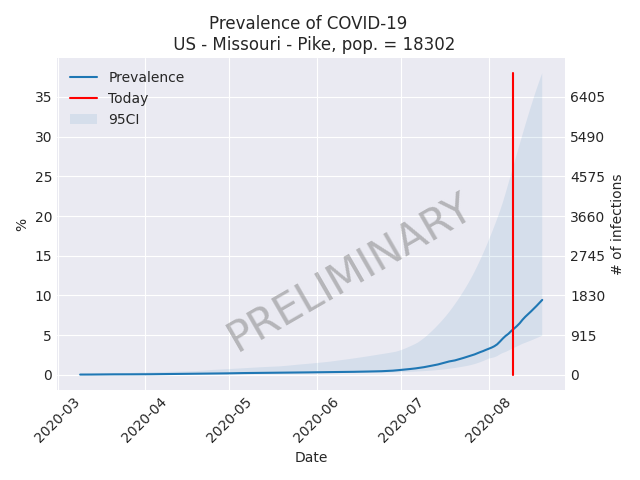 Prevalence of COVID-19
US - Missouri - Pike, pop. = 18302
Prevalence
Today
95CI
35
30
25
20
15
10
5
0
%
6405
5490
4575
3660
2745
1830
915
0
# of infections
PRELIMINARY
2020-03
2020-04
2020-05
2020-06
2020-07
2020-08
Date